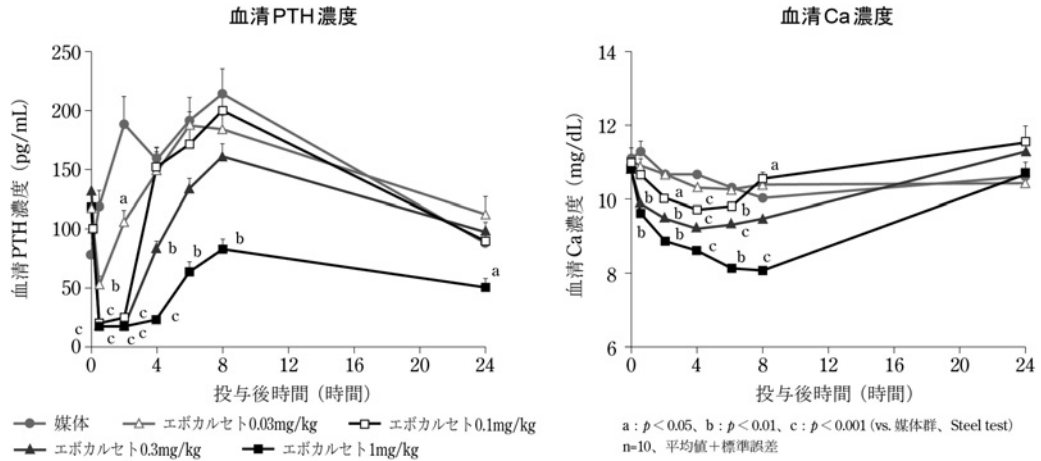 血清PTH濃度
血清PTH濃度 (pg/mL)
250
200
150
100
50
0
a
b
c
c
c
c
c
c
b
b
b
a
0
4
8
12
16
20
24
投与後時間 (時間)
血清Ca濃度
血清Ca濃度 (mg/dL)
14
12
10
8
6
a
a
c
b
b
b
c
c
b
c
b
c
0
4
8
12
16
20
24
投与後時間 (時間)
媒体 エボカルセト0.03mg/kg エボカルセト0.1mg/kg
エボカルセト0.3mg/kg エボカルセト1mg/kg
a:p<0.05、b:p<0.01、c:p<0.001 (vs. 媒体群、Steel test)
n=10、平均値+標準誤差